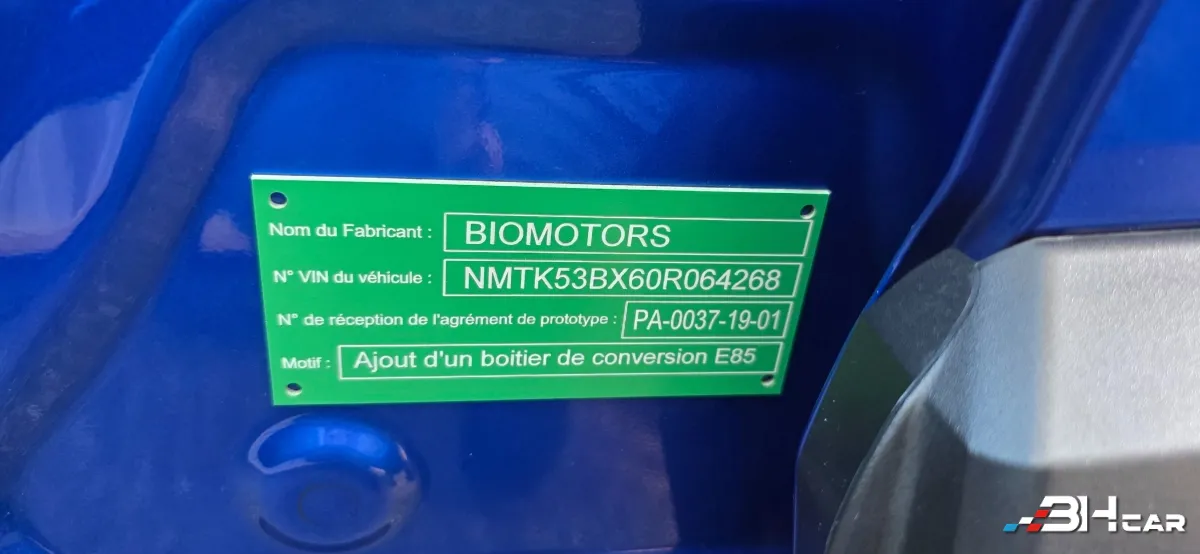 Nom du Fabricant : BIOMOTORS
N° VIN du véhicule : NMTK53BX60R064268
N° de réception de l'agrément de prototype : PA-0037-19-01
Motif : Ajout d'un boitier de conversion E85
BHCAR